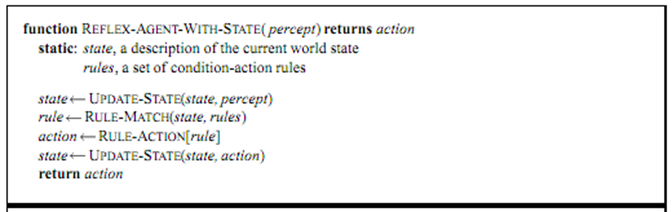 function REFLEX-AGENT-WITH-STATE( percept) returns action
static: state, a description of the current world state
rules, a set of condition-action rules
state ← UPDATE-STATE(state, percept)
rule ← RULE-MATCH(state, rules)
action ← RULE-ACTION[rule]
state ← UPDATE-STATE(state, action)
return action